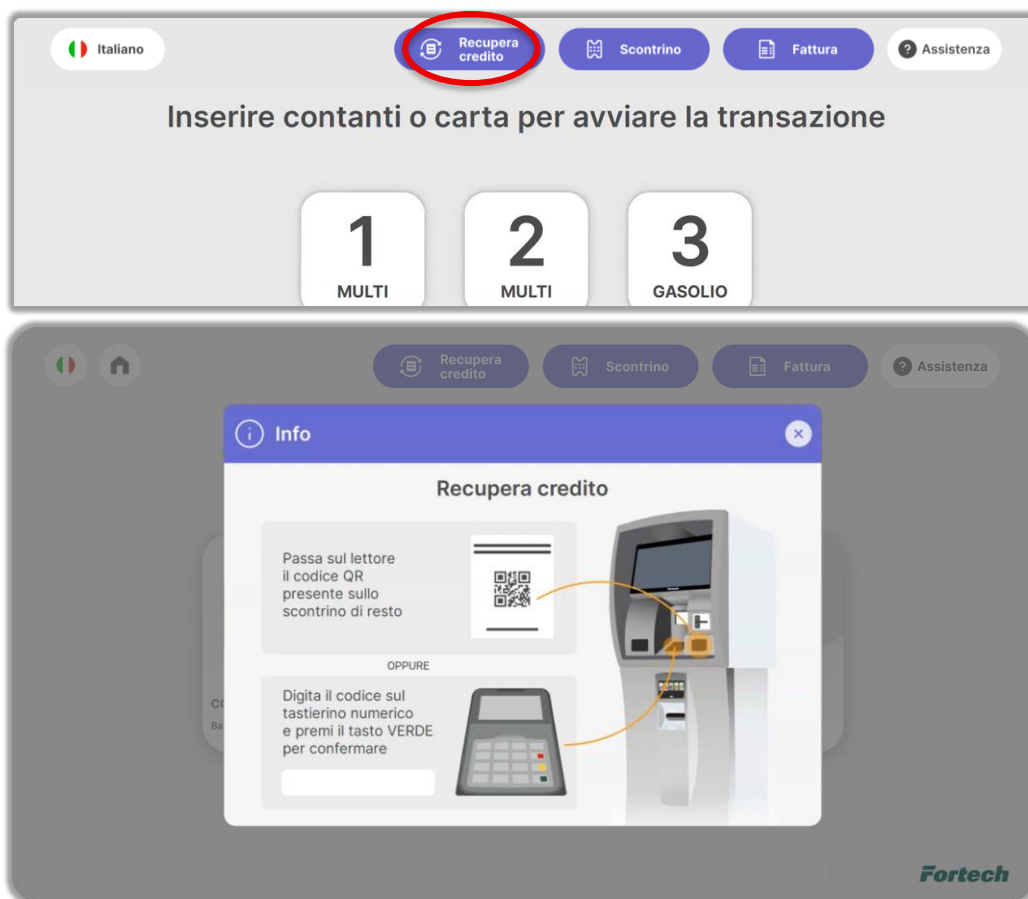 Italiano
Recupera
credito
Scontrino
Fattura
? Assistenza
Inserire contanti o carta per avviare la transazione
1
MULTI
2
MULTI
3
GASOLIO
Recupera
credito
Scontrino
Fattura
? Assistenza
i Info
Recupera credito
Passa sul lettore
il codice QR
presente sullo
scontrino di resto
OPPURE
Digita il codice sul
tastierino numerico
e premi il tasto VERDE
per confermare
Fortech